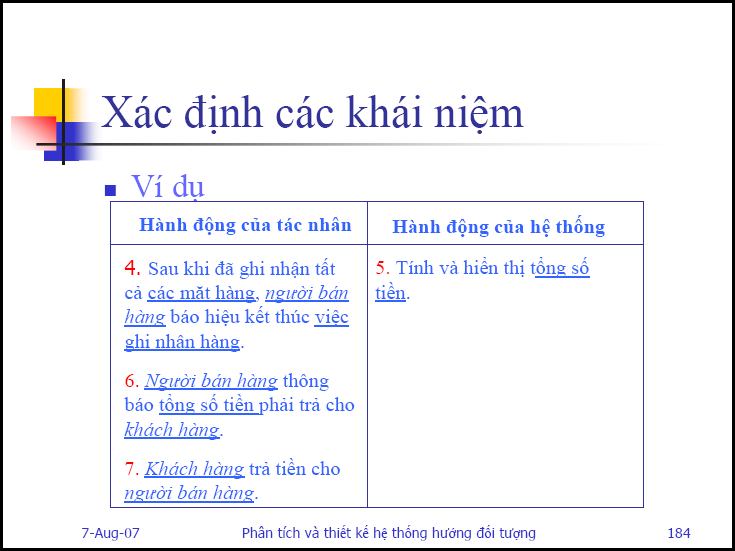 Xác định các khái niệm
Ví dụ
Hành động của tác nhân
Hành động của hệ thống
4. Sau khi đã ghi nhận tất
cả các mặt hàng, người bán
hàng báo hiệu kết thúc việc
ghi nhân hàng.
5. Tính và hiển thị tổng số
tiền.
6. Người bán hàng thông
báo tổng số tiền phải trả cho
khách hàng.
7. Khách hàng trả tiền cho
người bán hàng.
7-Aug-07
Phân tích và thiết kế hệ thống hướng đối tượng
184